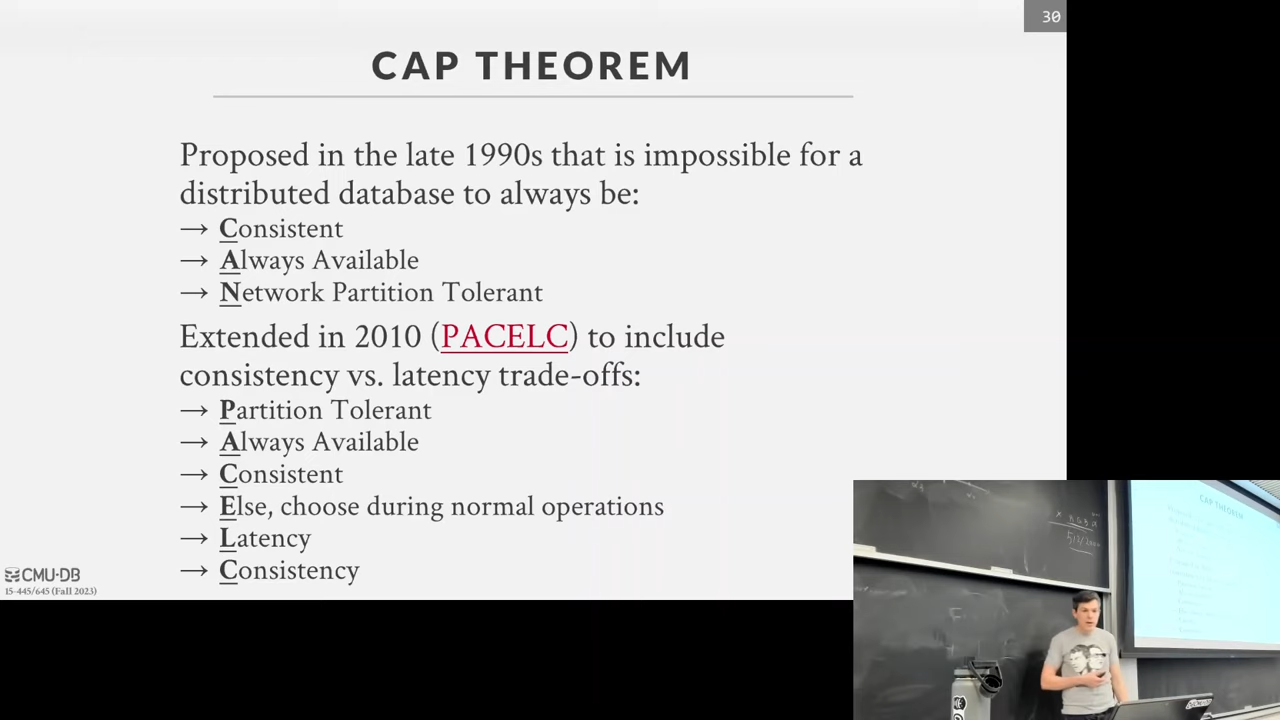 30
CAP THEOREM
Proposed in the late 1990s that is impossible for a
distributed database to always be:
→ Consistent
→ Always Available
→ Network Partition Tolerant
Extended in 2010 (PACELC) to include
consistency vs. latency trade-offs:
→ Partition Tolerant
→ Always Available
→ Consistent
→ Else, choose during normal operations
→ Latency
→ Consistency
CMU·DB
15-445/645 (Fall 2023)
CAP THEOREM